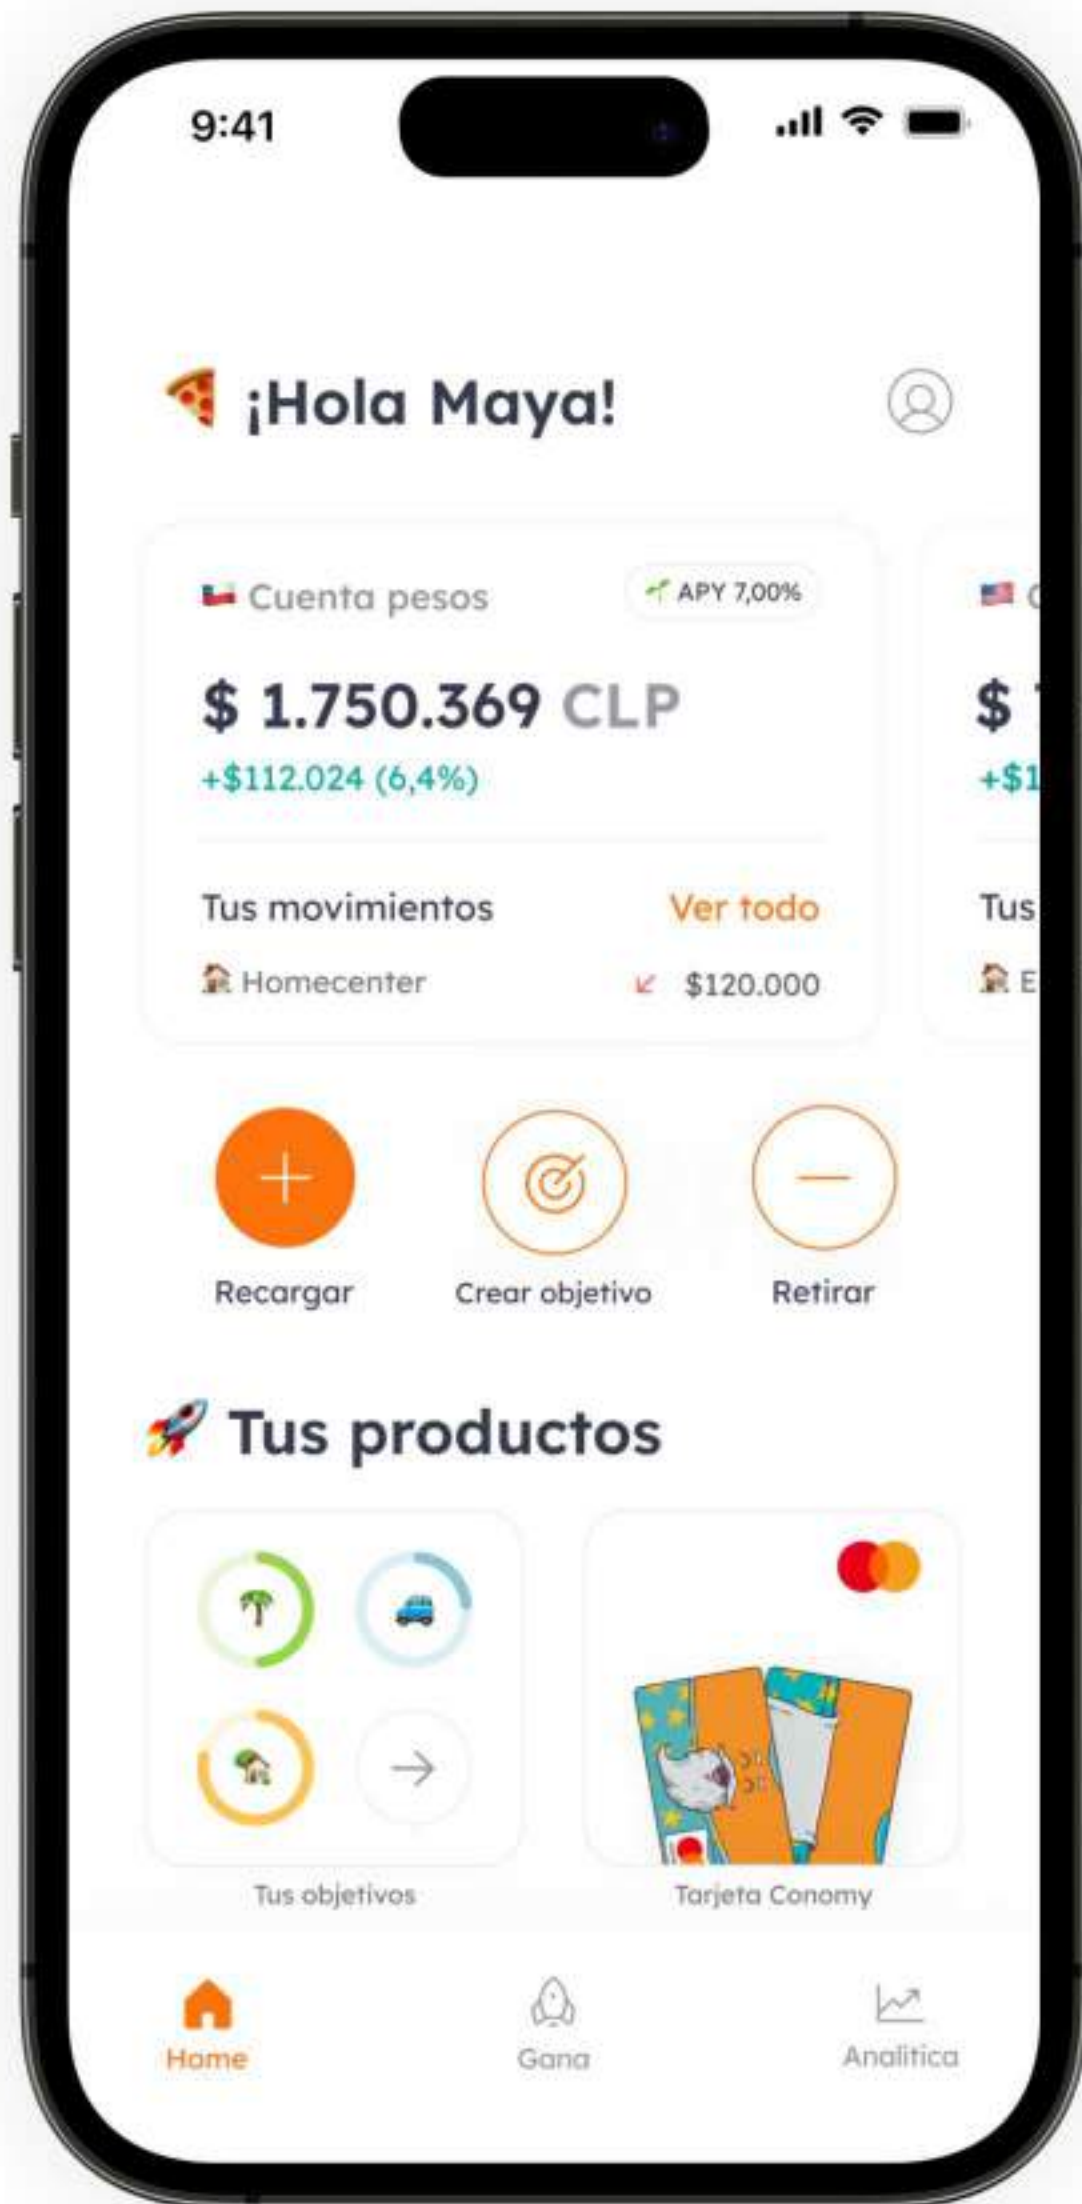 9:41
¡Hola Maya!
Cuenta pesos
APY 7,00%
$ 1.750.369 CLP
+$112.024 (6,4%)
Tus movimientos
Ver todo
Homecenter
$120.000
$
+$1
Tus
E
Recargar
Crear objetivo
Retirar
Tus productos
Tus objetivos
Tarjeta Conomy
Home
Gana
Analitica